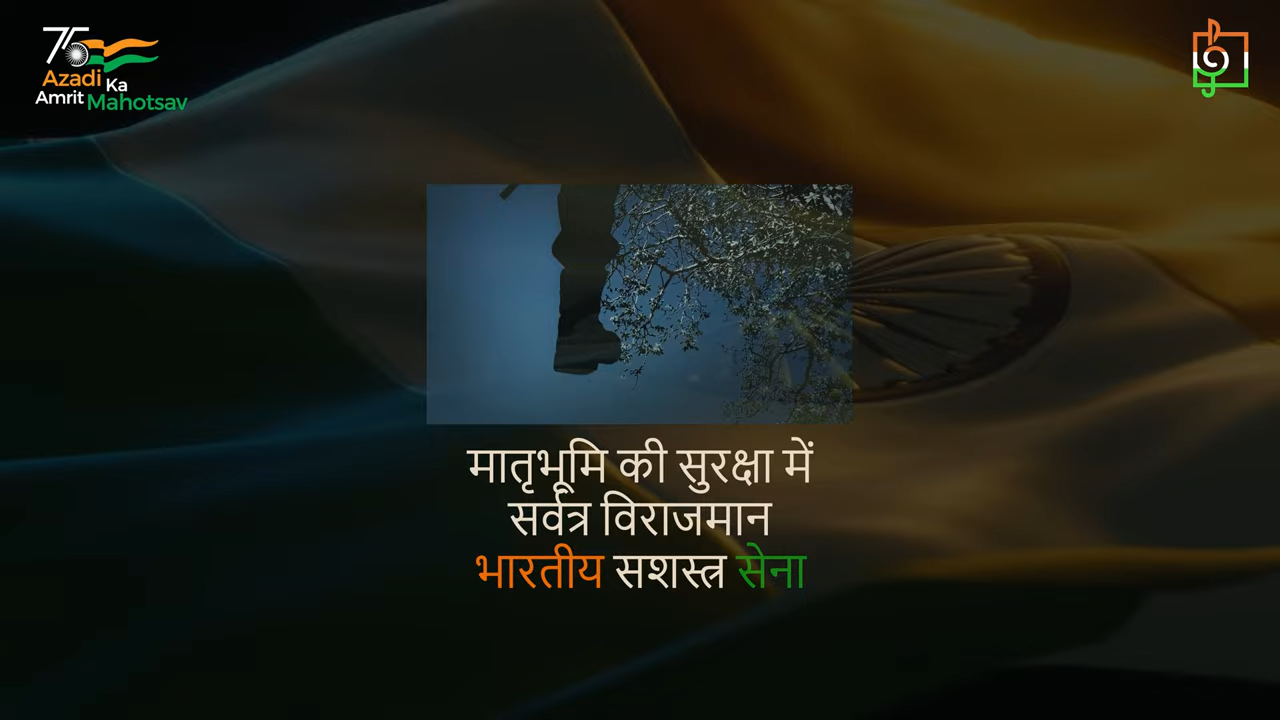 75
Azadi Ka
Amrit Mahotsav
मातृभूमि की सुरक्षा में
सर्वत्र विराजमान
भारतीय सशस्त्र सेना